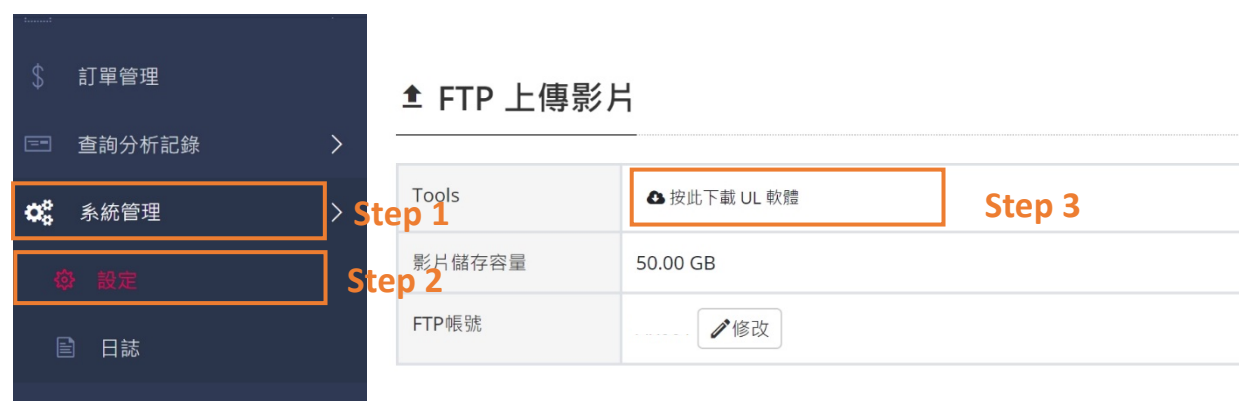 訂單管理
查詢分析記錄
系統管理
Step 1
設定
Step 2
日誌
FTP 上傳影片
Tools
按此下載 UL 軟體
Step 3
影片儲存容量
50.00 GB
FTP帳號
修改